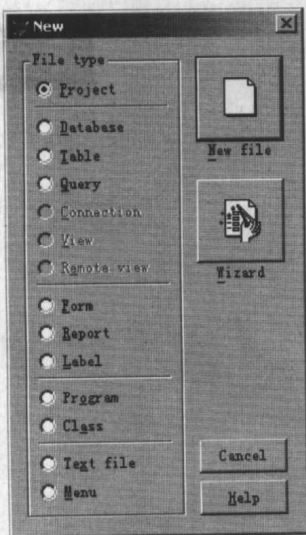 New
File type
Project
Database
Table
Query
Connection
View
Remote view
Form
Report
Label
Program
Class
Text file
Menu
New file
Wizard
Cancel
Help